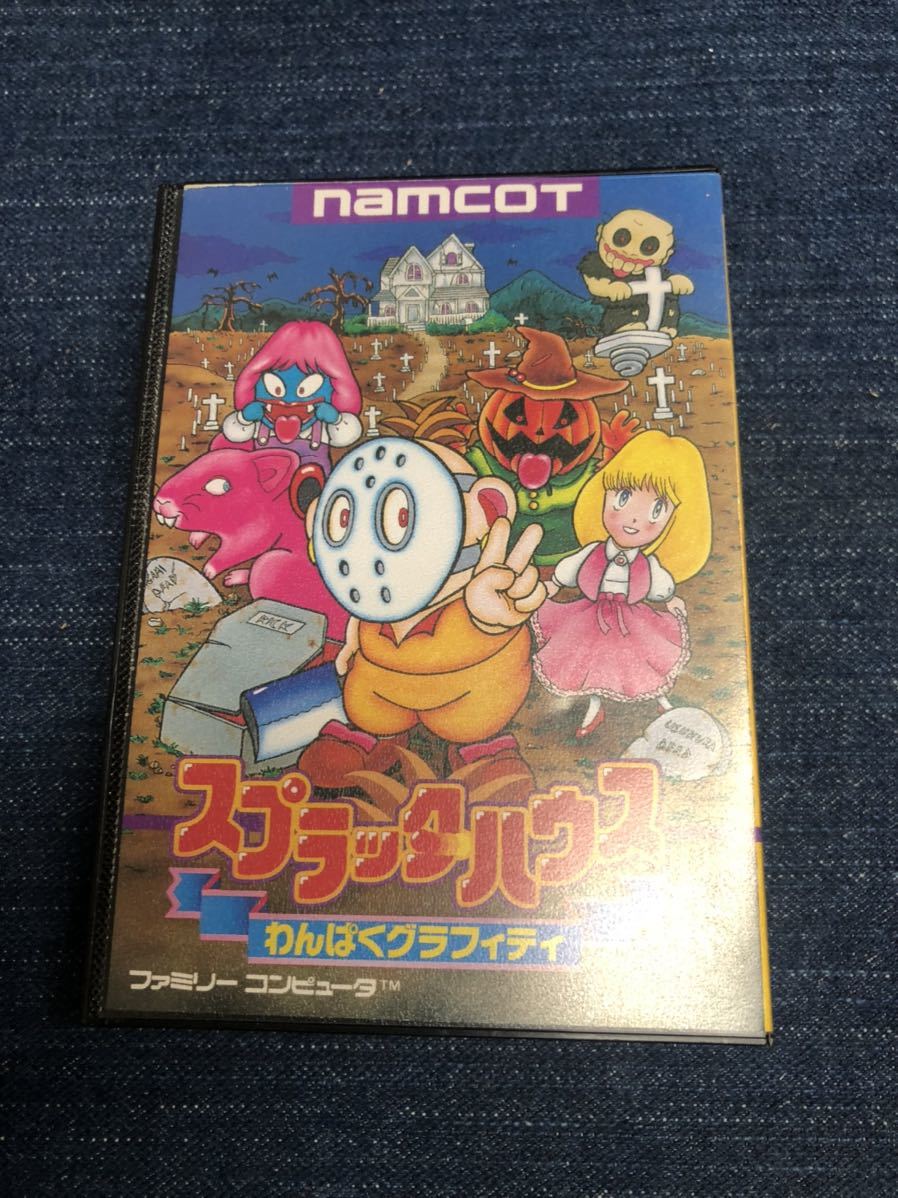 namcoT
スプラッターハウス
わんぱくグラフィティ
ファミリー コンピュータ™